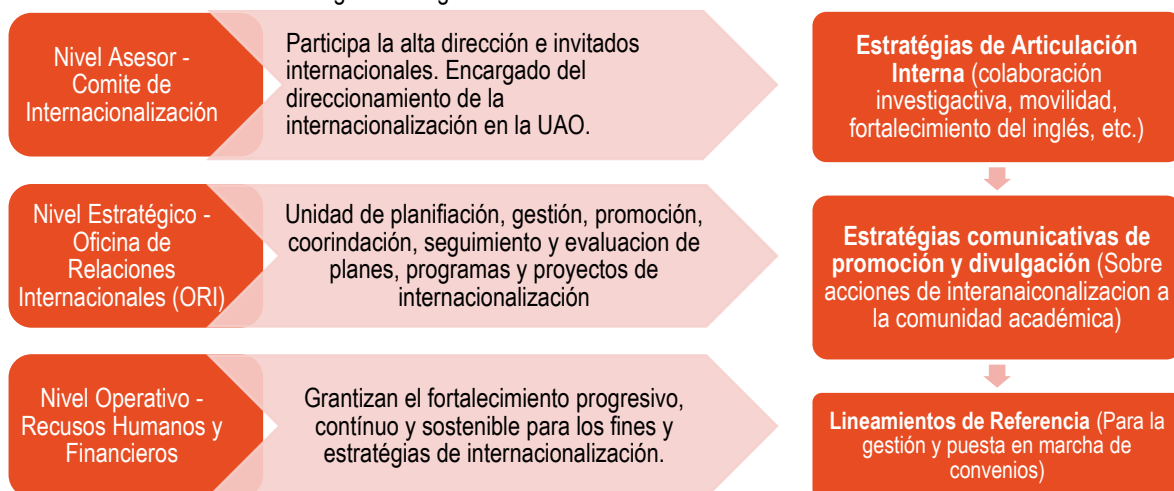 Nivel Asesor -
Comite de
Internacionalización
Participa la alta dirección e invitados
internacionales. Encargado del
direccionamiento de la
internacionalización en la UAO.
Nivel Estratégico -
Oficina de
Relaciones
Internacionales (ORI)
Unidad de planifiación, gestión, promoción,
coorindación, seguimiento y evaluacion de
planes, programas y proyectos de
internacionalización
Nivel Operativo -
Recusos Humanos y
Financieros
Grantizan el fortalecimiento progresivo,
contínuo y sostenible para los fines y
estratégias de internacionalización.
Estratégias de Articulación
Interna (colaboración
investigactiva, movilidad,
fortalecimiento del inglés, etc.)
Estratégias comunicativas de
promoción y divulgación (Sobre
acciones de interanaiconalizacion a
la comunidad académica)
Lineamientos de Referencia (Para la
gestión y puesta en marcha de
convenios)